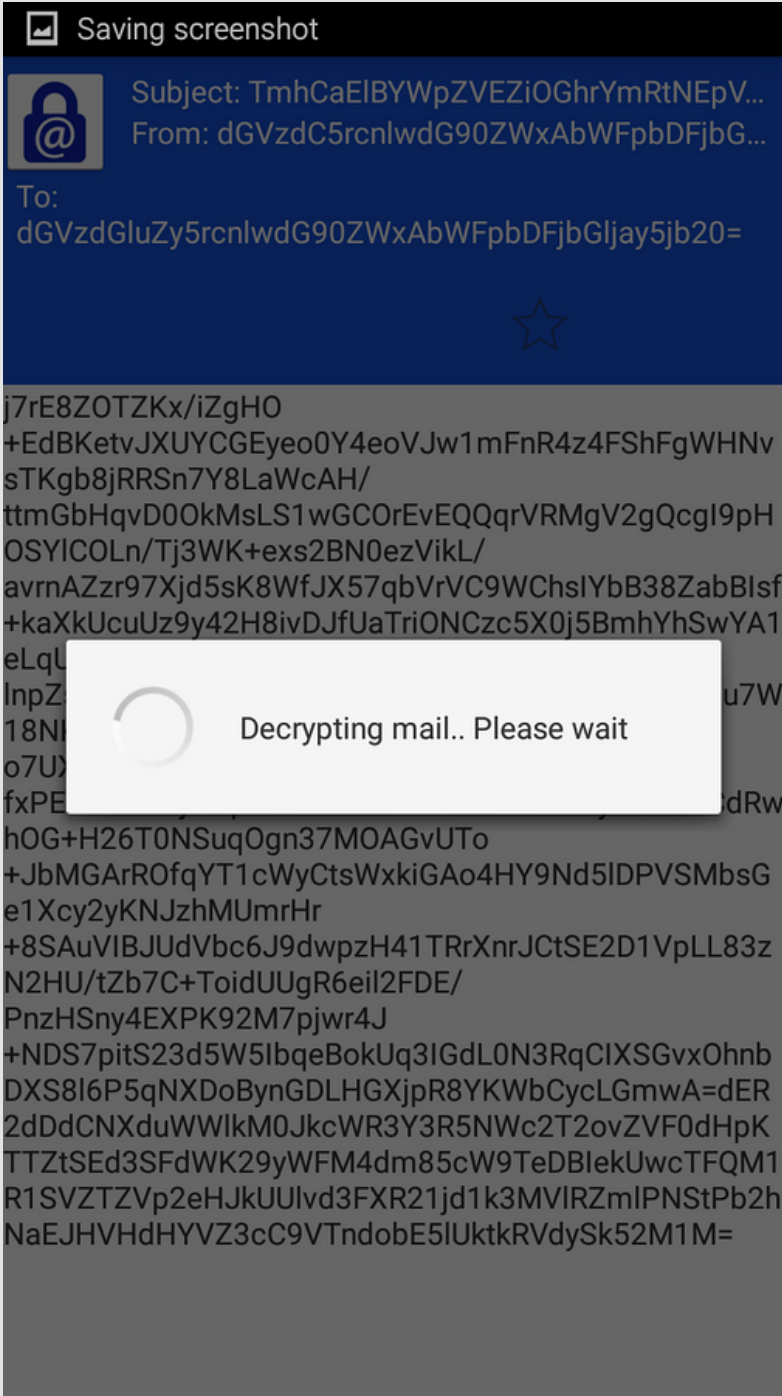 Saving screenshot
Subject: TmhCaElBYWpZVEZiOGhrYmRtNEpV...
From: dGVzdC5rcnlwdG90ZWxAbWFpbDFjbG...
To:
dGVzdGluZy5rcnlwdG90ZWxAbWFpbDFjbGljay5jb20=
j7rE8ZOTZKx/iZgHO
+EdBKetvJXUYCGEyeo0Y4eoVJw1mFnR4z4FShFgWHNv
sTKgb8jRRSn7Y8LaWcAH/
ttmGbHqvD0OkMsLS1wGCOrEvEQQqrVRMgV2gQcgI9pH
OSYlCOLn/Tj3WK+exs2BN0ezVikL/
avrnAZzr97Xjd5sK8WfJX57qbVrVC9WChsIYbB38ZabBIsf
+kaXkUcuUz9y42H8ivDJfUaTriONCzc5X0j5BmhYhSwYA1
Decrypting mail.. Please wait
hOG+H26T0NSuqOgn37MOAGvUTo
+JbMGArROfqYT1cWyCtsWxkiGAo4HY9Nd5lDPVSMbsG
e1Xcy2yKNJzhMUmrHr
+8SAuVIBJUdVbc6J9dwpzH41TRrXnrJCtSE2D1VpLL83z
N2HU/tZb7C+ToidUUgR6eil2FDE/
PnzHSny4EXPK92M7pjwr4J
+NDS7pitS23d5W5IbqeBokUq3IGdL0N3RqCIXSGvxOhnb
DXS8l6P5qNXDoBynGDLHGXjpR8YKWbCycLGmwA=dER
2dDdCNXduWWlkM0JkcWR3Y3R5NWc2T2ovZVF0dHpK
TTZtSEd3SFdWK29yWFM4dm85cW9TeDBIekUwcTFQM1
R1SVZTZVp2eHJkUUlvd3FXR21jd1k3MVlRZmlPNStPb2h
NaEJHVHdHYVZ3cC9VTndobE5lUktkRVdySk52M1M=